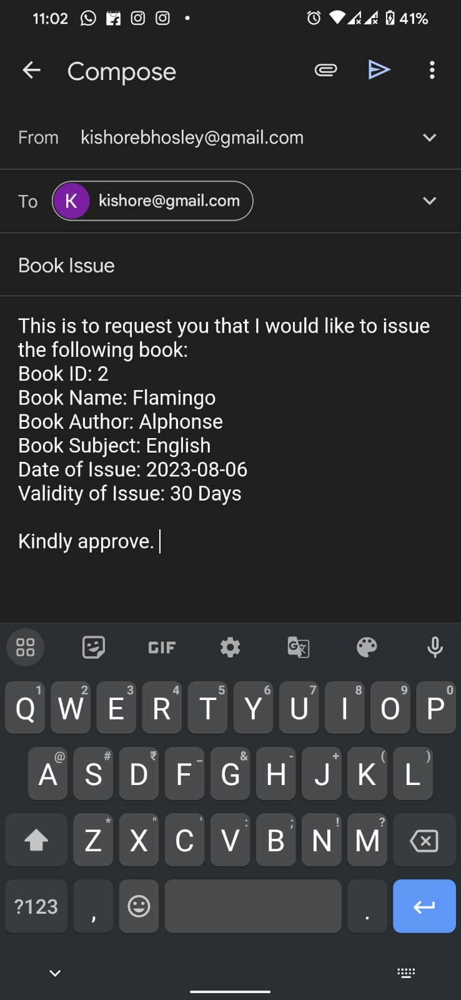 11:02 41%
Compose
From kishorebhosley@gmail.com
To K kishore@gmail.com
Book Issue
This is to request you that I would like to issue
the following book:
Book ID: 2
Book Name: Flamingo
Book Author: Alphonse
Book Subject: English
Date of Issue: 2023-08-06
Validity of Issue: 30 Days
Kindly approve.
GIF G 文
Q 1 W 2 E 3 R 4 T 5 Y 6 U 7 I 8 O 9 P 0
A @ S # D ₹ F _ G & H - J + K ( L )
Z * X " C ' V : B ; N ! M ?
?123 , .